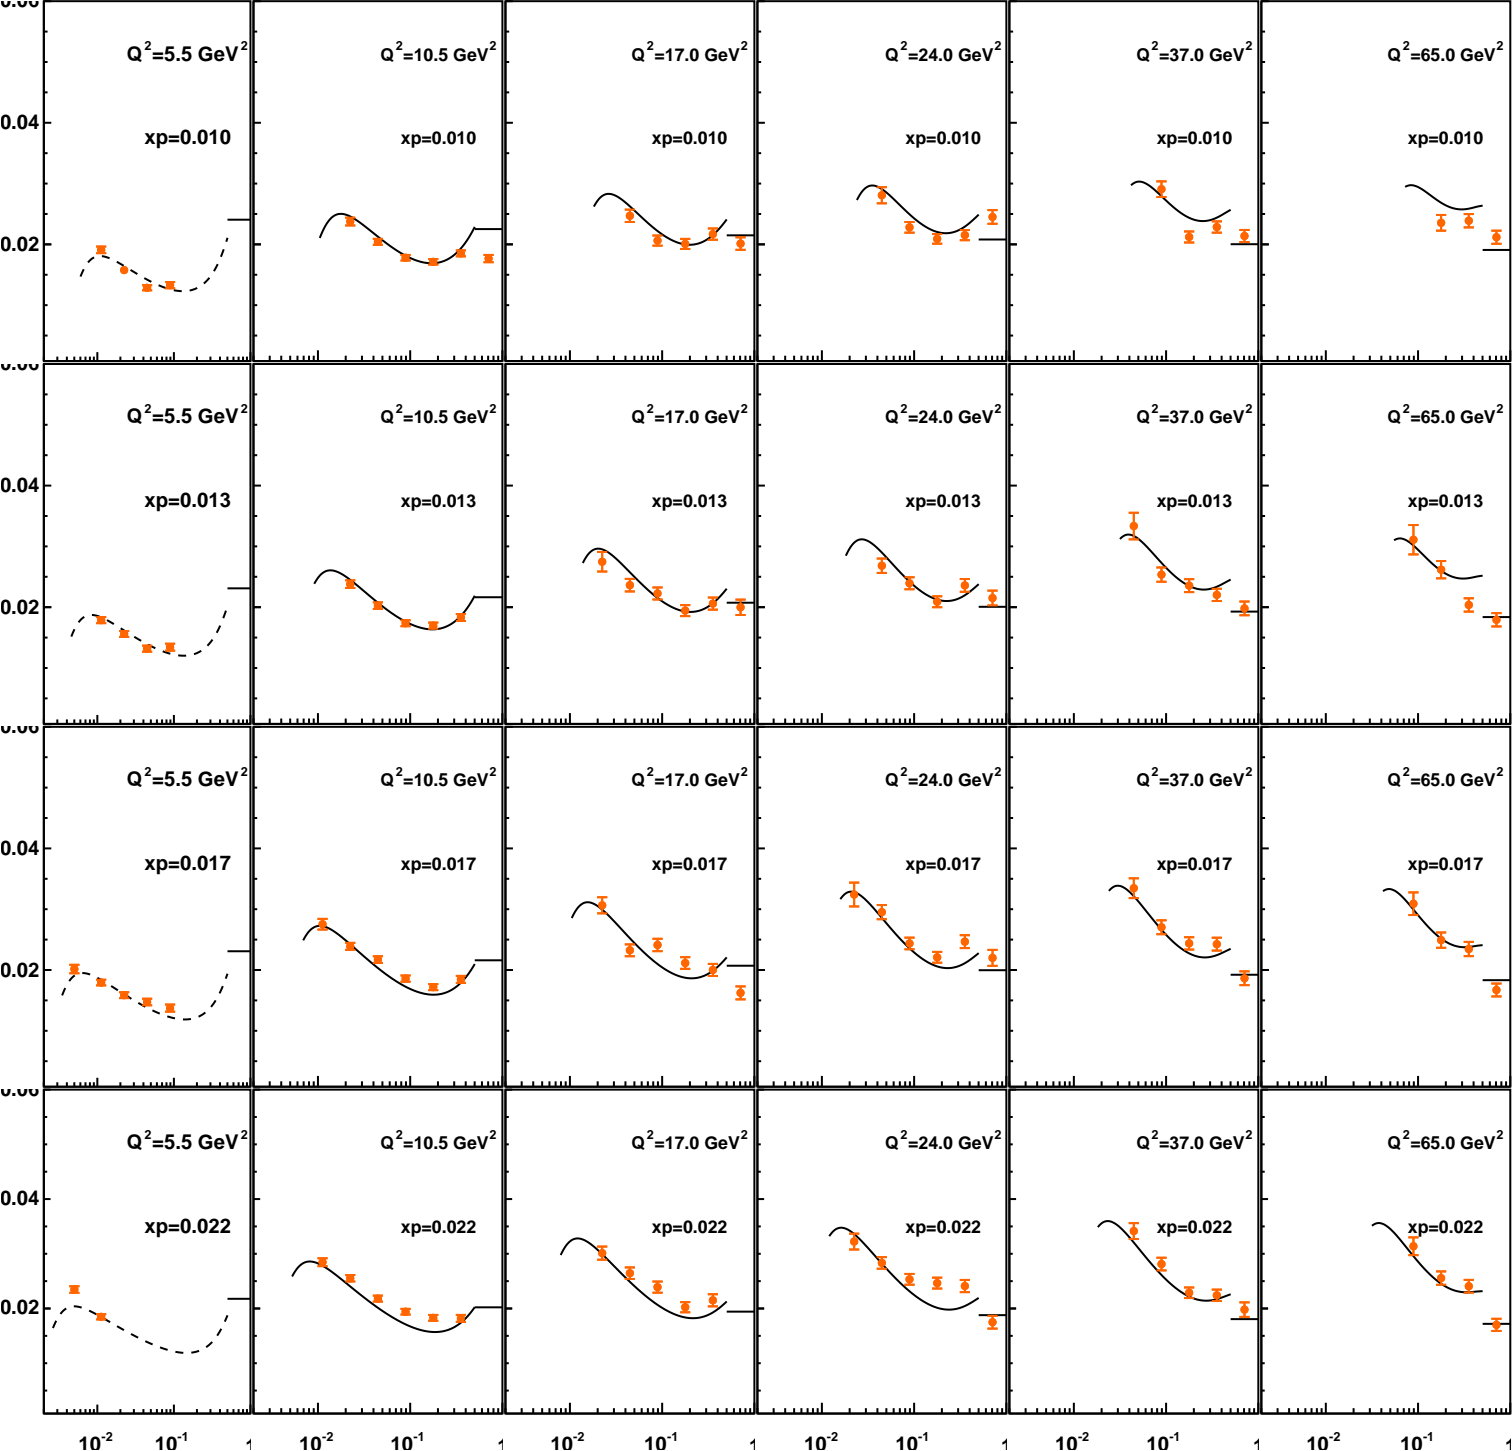 0.06
Q²=5.5 GeV² Q²=10.5 GeV² Q²=17.0 GeV² Q²=24.0 GeV² Q²=37.0 GeV² Q²=65.0 GeV²
0.04
xp=0.010 xp=0.010 xp=0.010 xp=0.010 xp=0.010 xp=0.010
0.02
0.06
Q²=5.5 GeV² Q²=10.5 GeV² Q²=17.0 GeV² Q²=24.0 GeV² Q²=37.0 GeV² Q²=65.0 GeV²
0.04
xp=0.013 xp=0.013 xp=0.013 xp=0.013 xp=0.013 xp=0.013
0.02
0.06
Q²=5.5 GeV² Q²=10.5 GeV² Q²=17.0 GeV² Q²=24.0 GeV² Q²=37.0 GeV² Q²=65.0 GeV²
0.04
xp=0.017 xp=0.017 xp=0.017 xp=0.017 xp=0.017 xp=0.017
0.02
0.06
Q²=5.5 GeV² Q²=10.5 GeV² Q²=17.0 GeV² Q²=24.0 GeV² Q²=37.0 GeV² Q²=65.0 GeV²
0.04
xp=0.022 xp=0.022 xp=0.022 xp=0.022 xp=0.022 xp=0.022
0.02
10⁻² 10⁻¹ 1 10⁻² 10⁻¹ 1 10⁻² 10⁻¹ 1 10⁻² 10⁻¹ 1 10⁻² 10⁻¹ 1 10⁻² 10⁻¹ 1